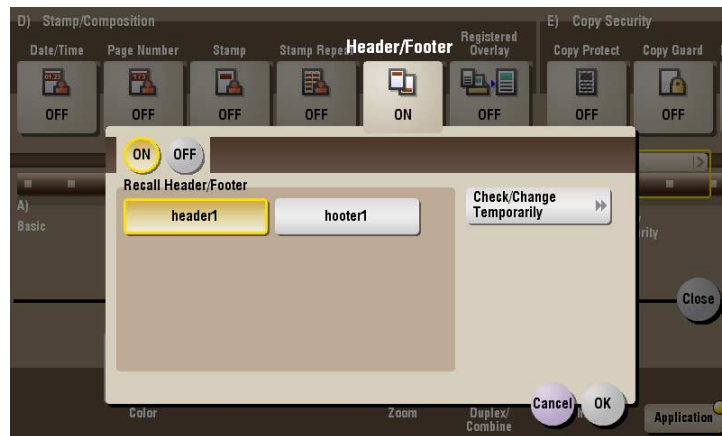 D) Stamp/Composition
E) Copy Security
Date/Time
Page Number
Stamp
Stamp Repeat
Header/Footer
Registered
Overlay
Copy Protect
Copy Guard
OFF
OFF
OFF
OFF
ON
OFF
OFF
OFF
ON
OFF
Recall Header/Footer
header1
hooter1
Check/Change
Temporarily
A)
Basic
Close
Cancel
OK
Color
Zoom
Duplex/
Combine
Application